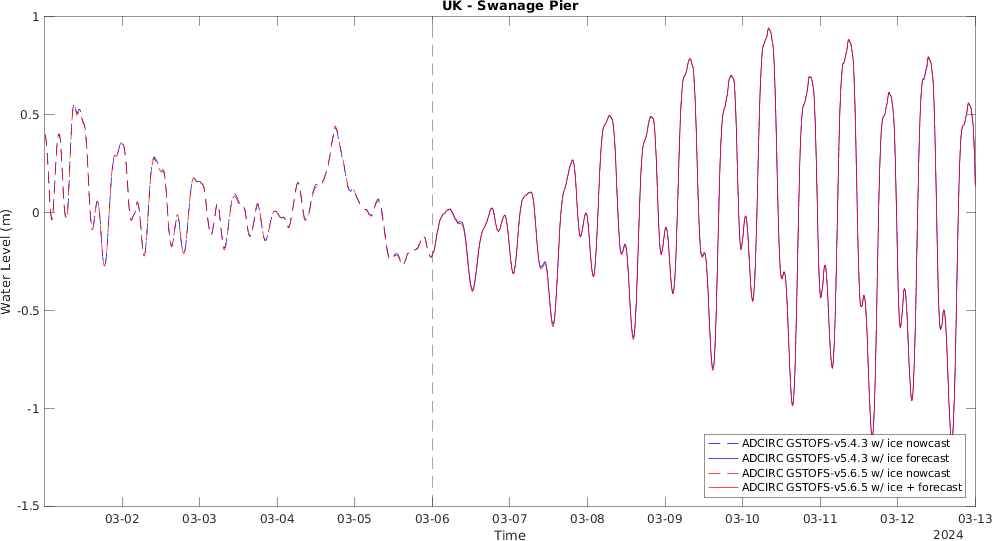 UK - Swanage Pier
1
0.5
0
-0.5
-1
-1.5
Water Level (m)
ADCIRC GSTOFS-v5.4.3 w/ ice nowcast
ADCIRC GSTOFS-v5.4.3 w/ ice forecast
ADCIRC GSTOFS-v5.6.5 w/ ice nowcast
ADCIRC GSTOFS-v5.6.5 w/ ice + forecast
03-02 03-03 03-04 03-05 03-06 03-07 03-08 03-09 03-10 03-11 03-12 03-13
Time
2024